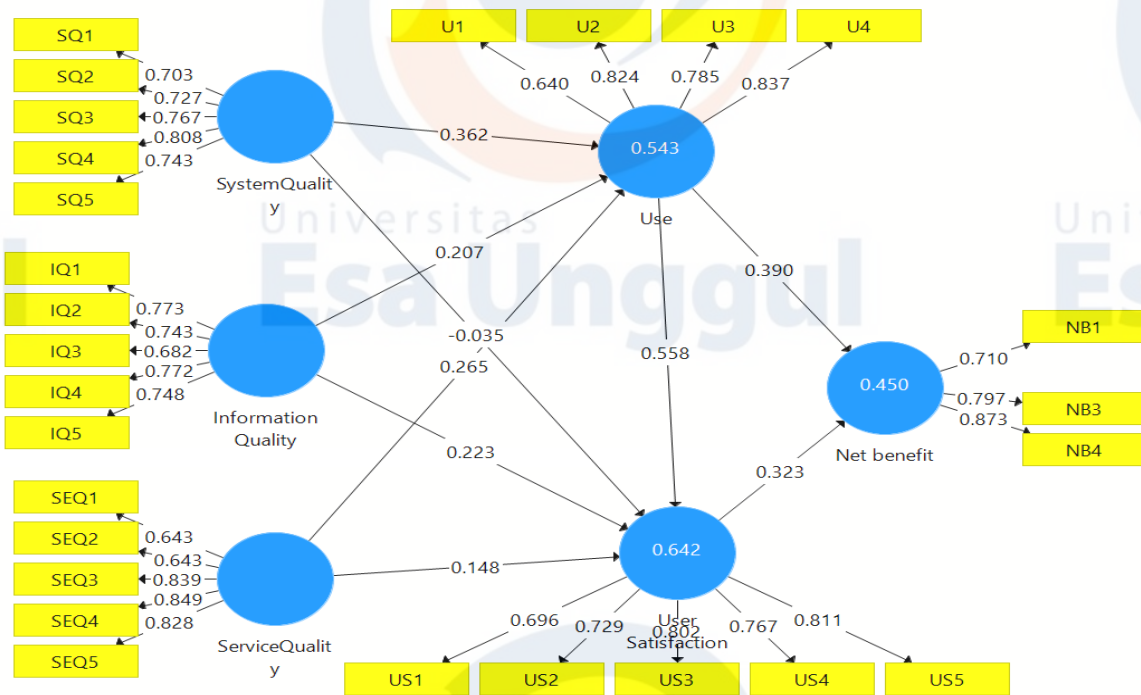 SQ1
SQ2
SQ3
SQ4
SQ5
0.703
0.727
0.767
0.808
0.743
SystemQualit
y
IQ1
IQ2
IQ3
IQ4
IQ5
0.773
0.743
0.682
0.772
0.748
Information
Quality
SEQ1
SEQ2
SEQ3
SEQ4
SEQ5
0.643
0.643
0.839
0.849
0.828
ServiceQualit
y
U1
U2
U3
U4
0.640
0.824
0.785
0.837
0.543
Use
0.362
0.207
-0.035
0.265
0.223
0.148
0.558
0.390
0.323
0.642
User
Satisfaction
0.696
0.729
0.802
0.767
0.811
US1
US2
US3
US4
US5
0.450
Net benefit
0.710
0.797
0.873
NB1
NB3
NB4
Universitas
Esa Unggul
Uni
Es